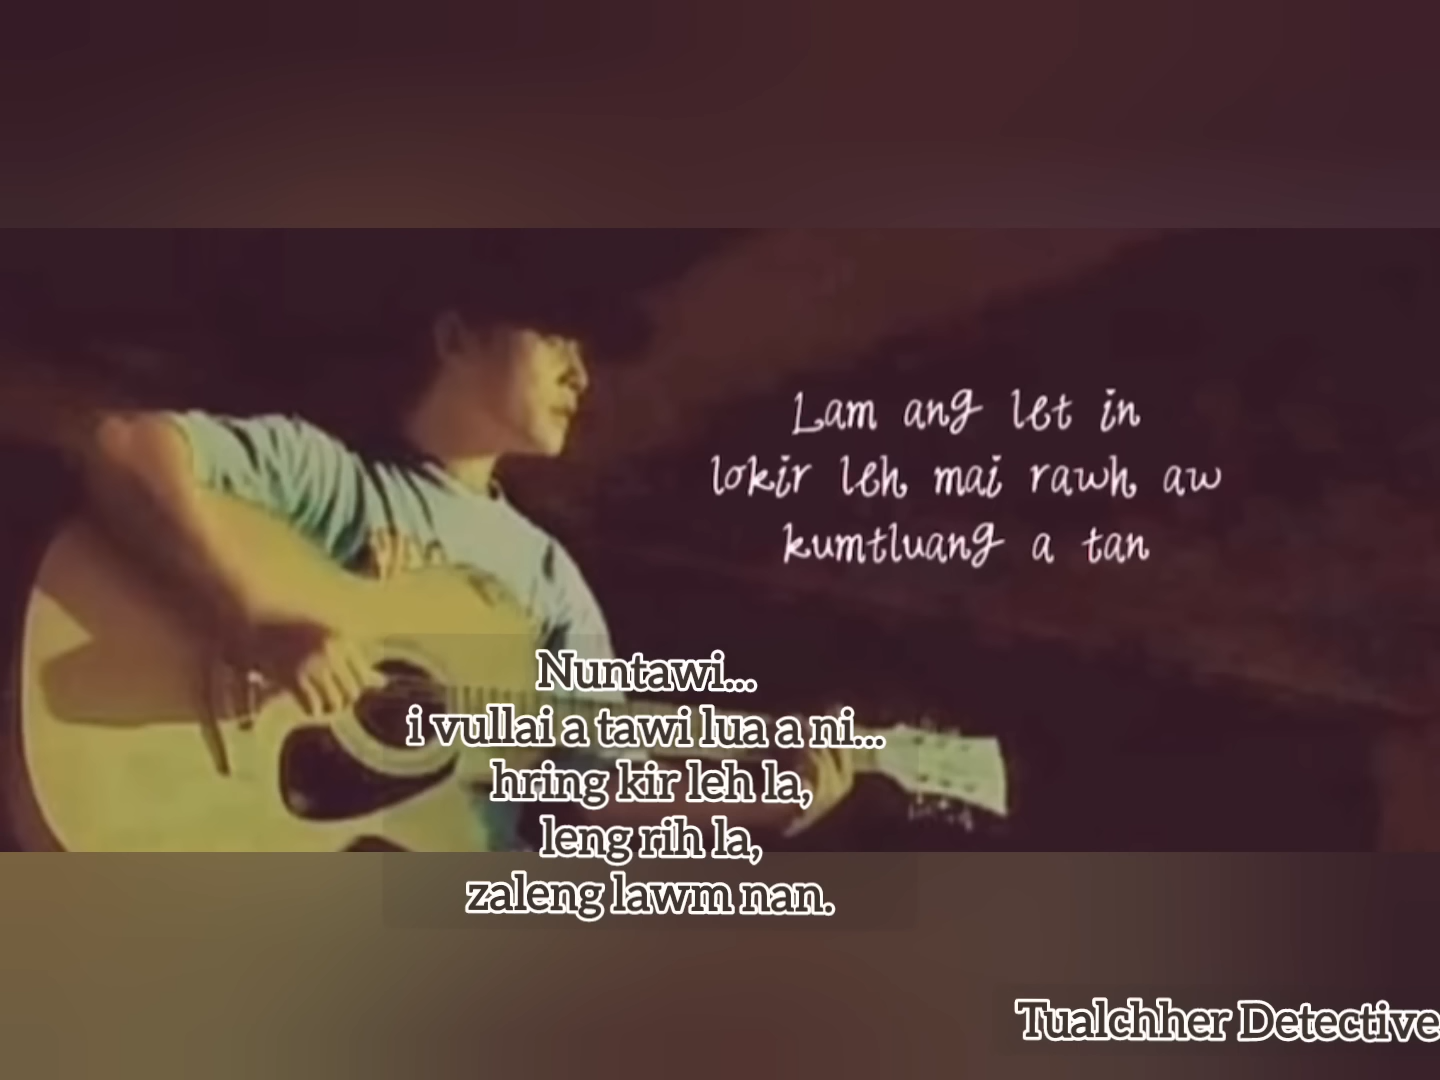 Lam ang let in
lokir leh mai rawh aw
kumtluang a tan
Nuntawi...
i vullai a tawi lua a ni...
hring kir leh la,
leng rih la,
zaleng lawm nan.
Tualchher Detective